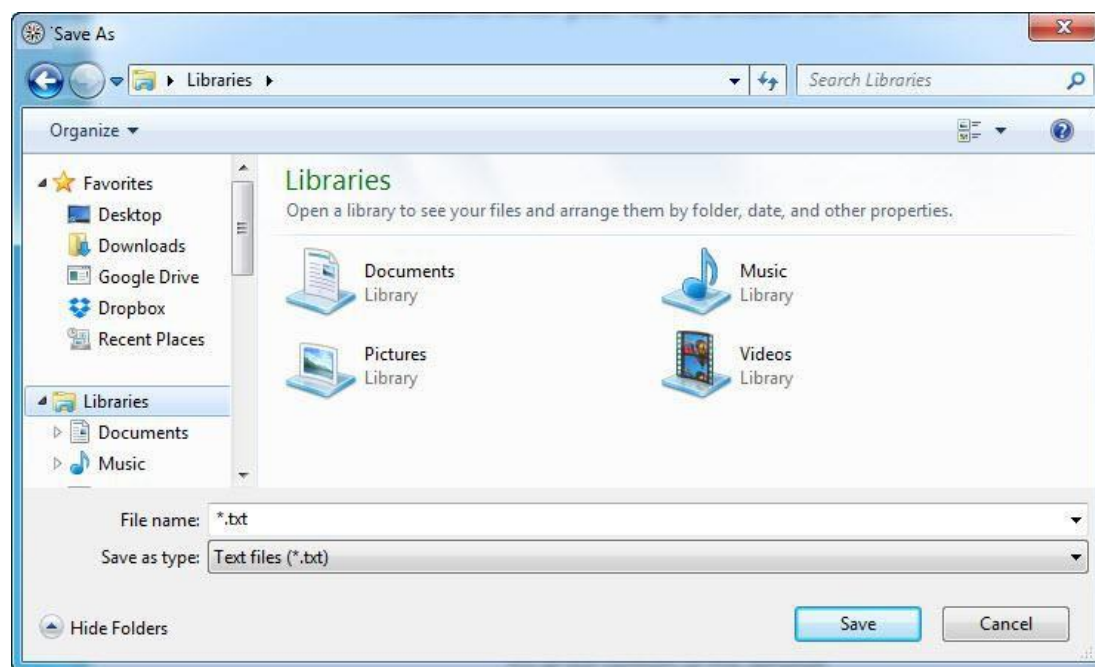 Save As
Libraries
Search Libraries
Organize
Favorites
Desktop
Downloads
Google Drive
Dropbox
Recent Places
Libraries
Documents
Music
Libraries
Open a library to see your files and arrange them by folder, date, and other properties.
Documents
Library
Music
Library
Pictures
Library
Videos
Library
File name: *.txt
Save as type: Text files (*.txt)
Hide Folders
Save
Cancel